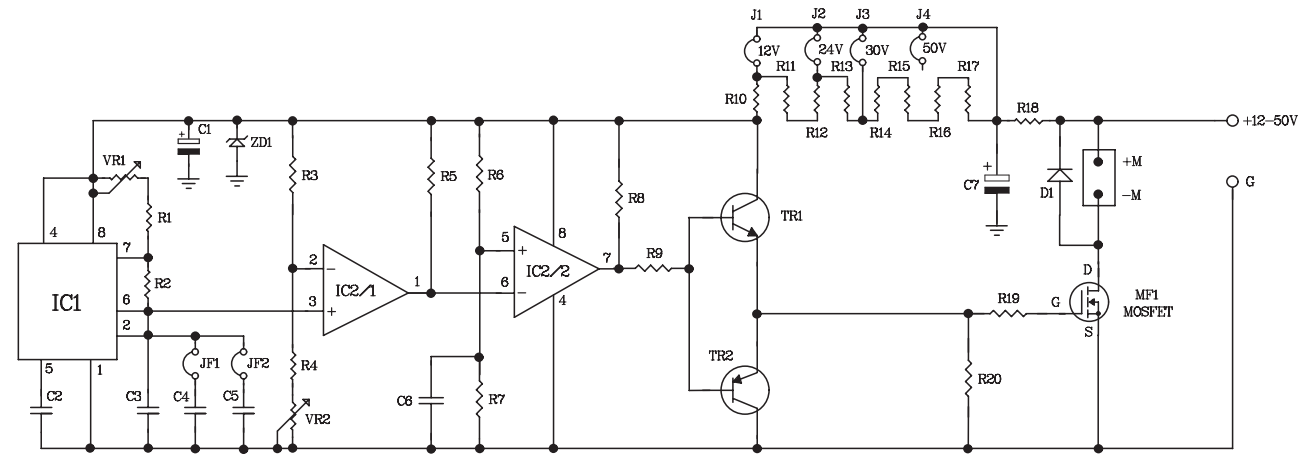 J1 J2 J3 J4
12V 24V 30V 50V
R11 R13 R15 R17
R10 R12 R14 R16
R18
+12-50V
C1 ZD1
+
VR1
R3 R5 R6 R8
C7
+
D1
+M
-M
G
R1
4 8 7
TR1
5 + 8
IC2/2
7 R9
6 - 4
R2
IC1
6
2
2 -
IC2/1
1
3 +
D
G
S
MF1
MOSFET
R19
5 1
JF1 JF2
R4
TR2
R20
C2 C3 C4 C5
VR2
C6 R7